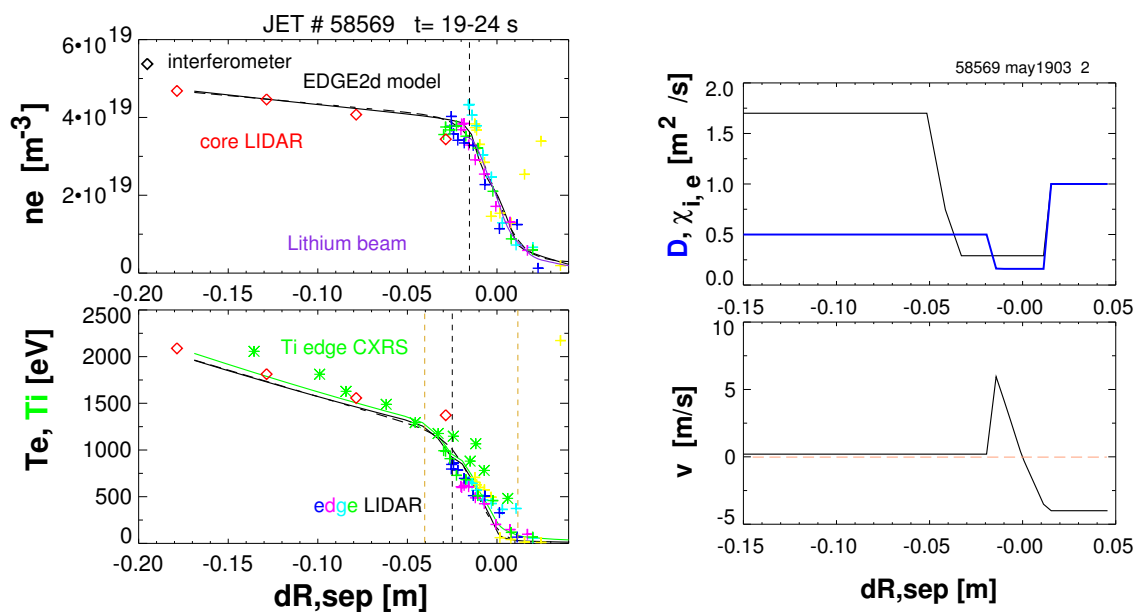 JET # 58569 t= 19-24 s
6•10^19
4•10^19
2•10^19
0
ne [m^-3]
interferometer
EDGE2d model
core LIDAR
Lithium beam
-0.20 -0.15 -0.10 -0.05 0.00
2500
2000
1500
1000
500
0
Te, Ti [eV]
Ti edge CXRS
edge LIDAR
-0.20 -0.15 -0.10 -0.05 0.00
dR,sep [m]
58569 may1903 2
2.0
1.5
1.0
0.5
0.0
D, χi,e [m^2 /s]
-0.15 -0.10 -0.05 -0.00 0.05
10
5
0
-5
v [m/s]
-0.15 -0.10 -0.05 -0.00 0.05
dR,sep [m]